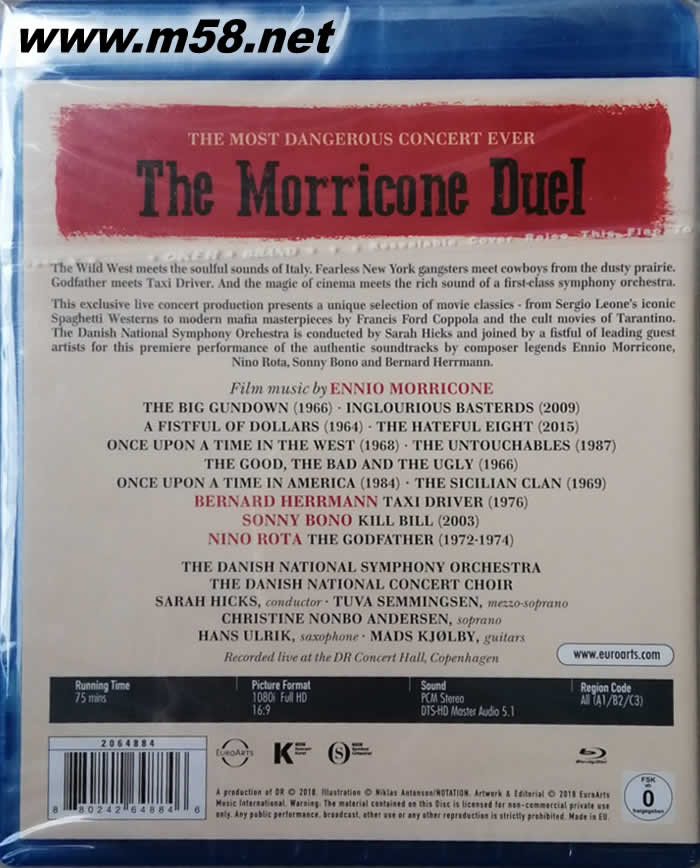 www.m58.net
THE MOST DANGEROUS CONCERT EVER
The Morricone Duel
The Wild West meets the soulful sounds of Italy. Fearless New York gangsters meet cowboys from the dusty prairie.
Godfather meets Taxi Driver. And the magic of cinema meets the rich sound of a first-class symphony orchestra.
This exclusive live concert production presents a unique selection of movie classics - from Sergio Leone's iconic
Spaghetti Westerns to modern mafia masterpieces by Francis Ford Coppola and the cult movies of Tarantino.
The Danish National Symphony Orchestra is conducted by Sarah Hicks and joined by a fistful of leading guest
artists for this premiere performance of the authentic soundtracks by composer legends Ennio Morricone,
Nino Rota, Sonny Bono and Bernard Herrmann.
Film music by ENNIO MORRICONE
THE BIG GUNDOWN (1966) · INGLOURIOUS BASTERDS (2009)
A FISTFUL OF DOLLARS (1964) · THE HATEFUL EIGHT (2015)
ONCE UPON A TIME IN THE WEST (1968) · THE UNTOUCHABLES (1987)
THE GOOD, THE BAD AND THE UGLY (1966)
ONCE UPON A TIME IN AMERICA (1984) · THE SICILIAN CLAN (1969)
BERNARD HERRMANN TAXI DRIVER (1976)
SONNY BONO KILL BILL (2003)
NINO ROTA THE GODFATHER (1972-1974)
THE DANISH NATIONAL SYMPHONY ORCHESTRA
THE DANISH NATIONAL CONCERT CHOIR
SARAH HICKS, conductor · TUVA SEMMINGSEN, mezzo-soprano
CHRISTINE NONBO ANDERSEN, soprano
HANS ULRIK, saxophone · MADS KJØLBY, guitars
Recorded live at the DR Concert Hall, Copenhagen
www.euroarts.com
Running Time
75 mins
Picture Format
1080i Full HD
16:9
Sound
PCM Stereo
DTS-HD Master Audio 5.1
Region Code
All (A1/B2/C3)
2064884
8 80242 64884 6
EUROARTS
Blu-ray Disc
FSK
ab
0
freigegeben
A production of DR © 2018. Illustration © Niklas Antonson/NOTATION. Artwork & Editorial © 2018 EuroArts
Music International. Warning: The material contained on this Disc is licensed for non-commercial private use
only. Any public performance, broadcast, other use or any other reproduction is strictly prohibited. Made in EU.